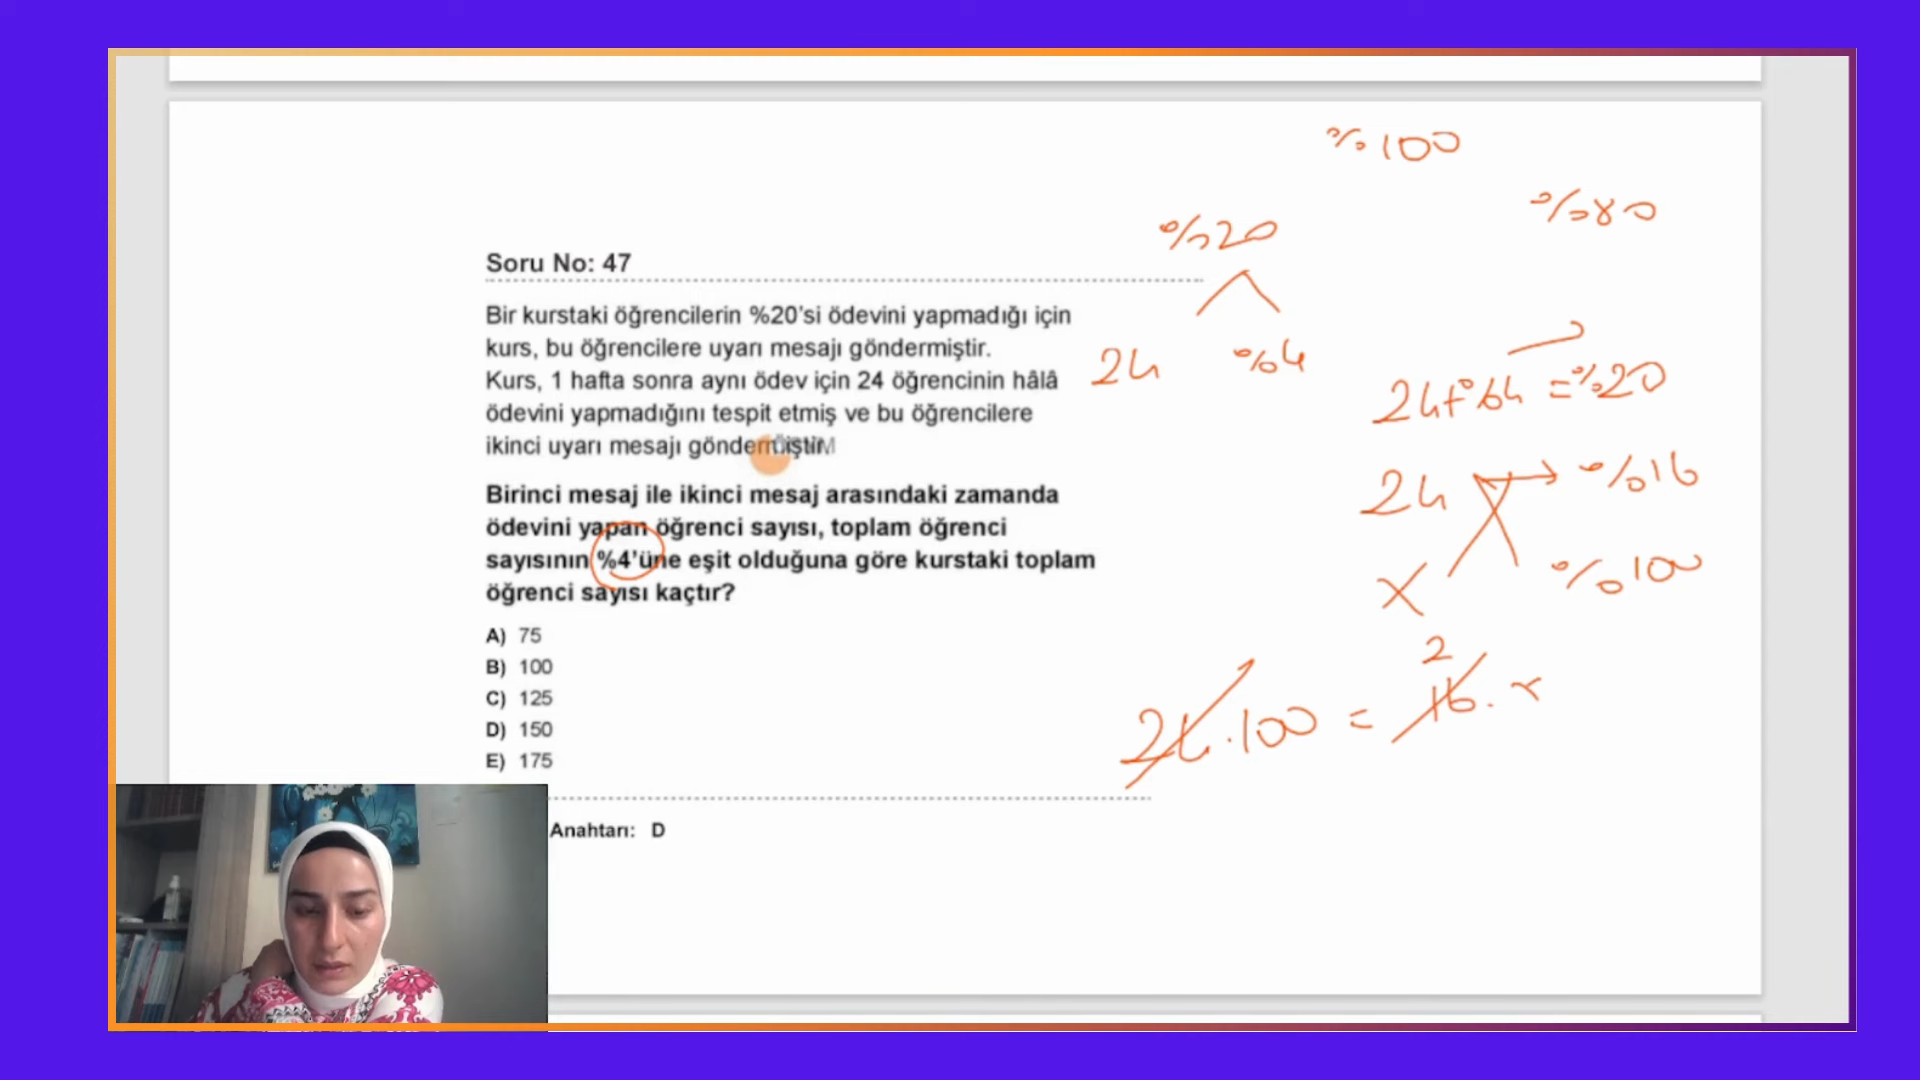 Soru No: 47
Bir kurstaki öğrencilerin %20'si ödevini yapmadığı için
kurs, bu öğrencilere uyarı mesajı göndermiştir.
Kurs, 1 hafta sonra aynı ödev için 24 öğrencinin hâlâ
ödevini yapmadığını tespit etmiş ve bu öğrencilere
ikinci uyarı mesajı göndermiştir.
Birinci mesaj ile ikinci mesaj arasındaki zamanda
ödevini yapan öğrenci sayısı, toplam öğrenci
sayısının %4'üne eşit olduğuna göre kurstaki toplam
öğrenci sayısı kaçtır?
A) 75
B) 100
C) 125
D) 150
E) 175
Anahtarı: D
%100
%20 %80
24 %4
24+%4 = %20
24 %16
x %100
2
24.100 = 16.x